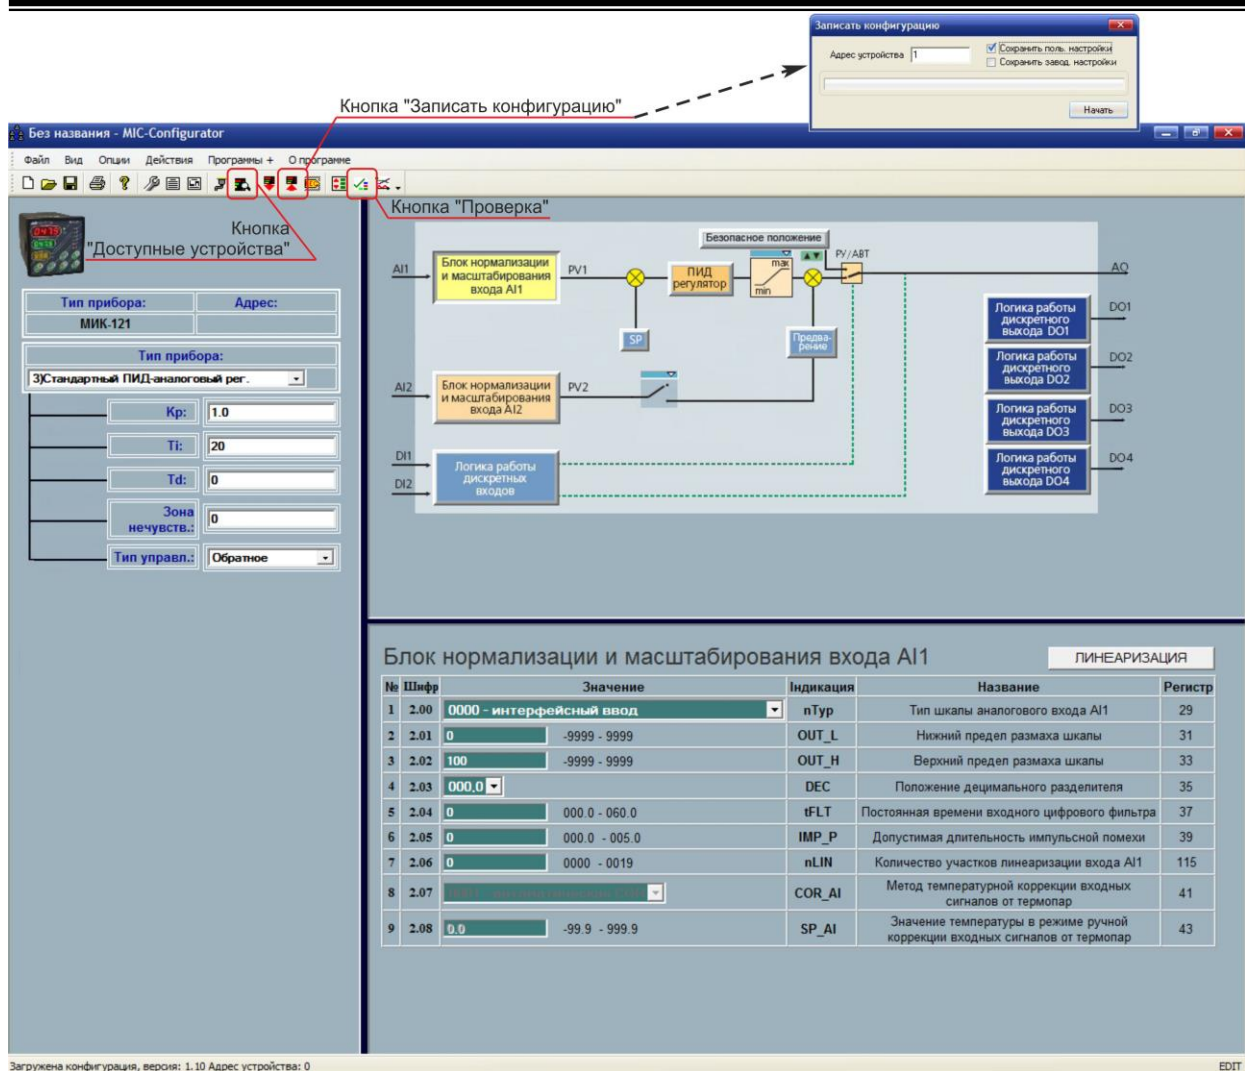 Записать конфигурацию
Адрес устройства 1
Сохранить поль. настройки
Сохранить завод. настройки
Начать
Кнопка "Записать конфигурацию"
Без названия - MIC-Configurator
Файл Вид Опции Действия Программы + О программе
Кнопка "Проверка"
Кнопка
"Доступные устройства"
Тип прибора: Адрес:
МИК-121
Тип прибора:
3)Стандартный ПИД-аналоговый рег.
Kp: 1.0
Ti: 20
Td: 0
Зона
нечувств.: 0
Тип управл.: Обратное
Безопасное положение
AI1
Блок нормализации
и масштабирования
входа AI1
PV1
ПИД
регулятор
max
min
РУ/АВТ
AO
SP
Предва-
рение
AI2
Блок нормализации
и масштабирования
входа AI2
PV2
DI1
DI2
Логика работы
дискретных
входов
Логика работы
дискретного
выхода DO1
DO1
Логика работы
дискретного
выхода DO2
DO2
Логика работы
дискретного
выхода DO3
DO3
Логика работы
дискретного
выхода DO4
DO4
Блок нормализации и масштабирования входа AI1
ЛИНЕАРИЗАЦИЯ
№ Шифр Значение Індикация Название Регистр
1 2.00 0000 - интерфейсный ввод nTyp Тип шкалы аналогового входа AI1 29
2 2.01 0 -9999 - 9999 OUT_L Нижний предел размаха шкалы 31
3 2.02 100 -9999 - 9999 OUT_H Верхний предел размаха шкалы 33
4 2.03 000,0 DEC Положение децимального разделителя 35
5 2.04 0 000.0 - 060.0 tFLT Постоянная времени входного цифрового фильтра 37
6 2.05 0 000.0 - 005.0 IMP_P Допустимая длительность импульсной помехи 39
7 2.06 0 0000 - 0019 nLIN Количество участков линеаризации входа AI1 115
8 2.07 COR_AI Метод температурной коррекции входных
сигналов от термопар 41
9 2.08 0.0 -99.9 - 999.9 SP_AI Значение температуры в режиме ручной
коррекции входных сигналов от термопар 43
Загружена конфигурация, версия: 1.10 Адрес устройства: 0
EDIT